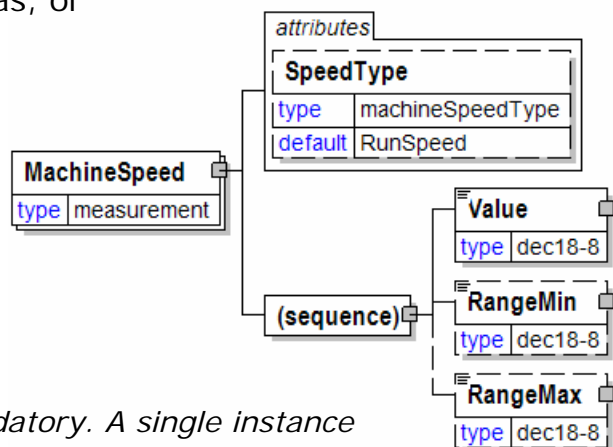 or
attributes
SpeedType
type machineSpeedType
default RunSpeed
MachineSpeed
type measurement
Value
type dec18-8
(sequence)
RangeMin
type dec18-8
RangeMax
type dec18-8
A single instance